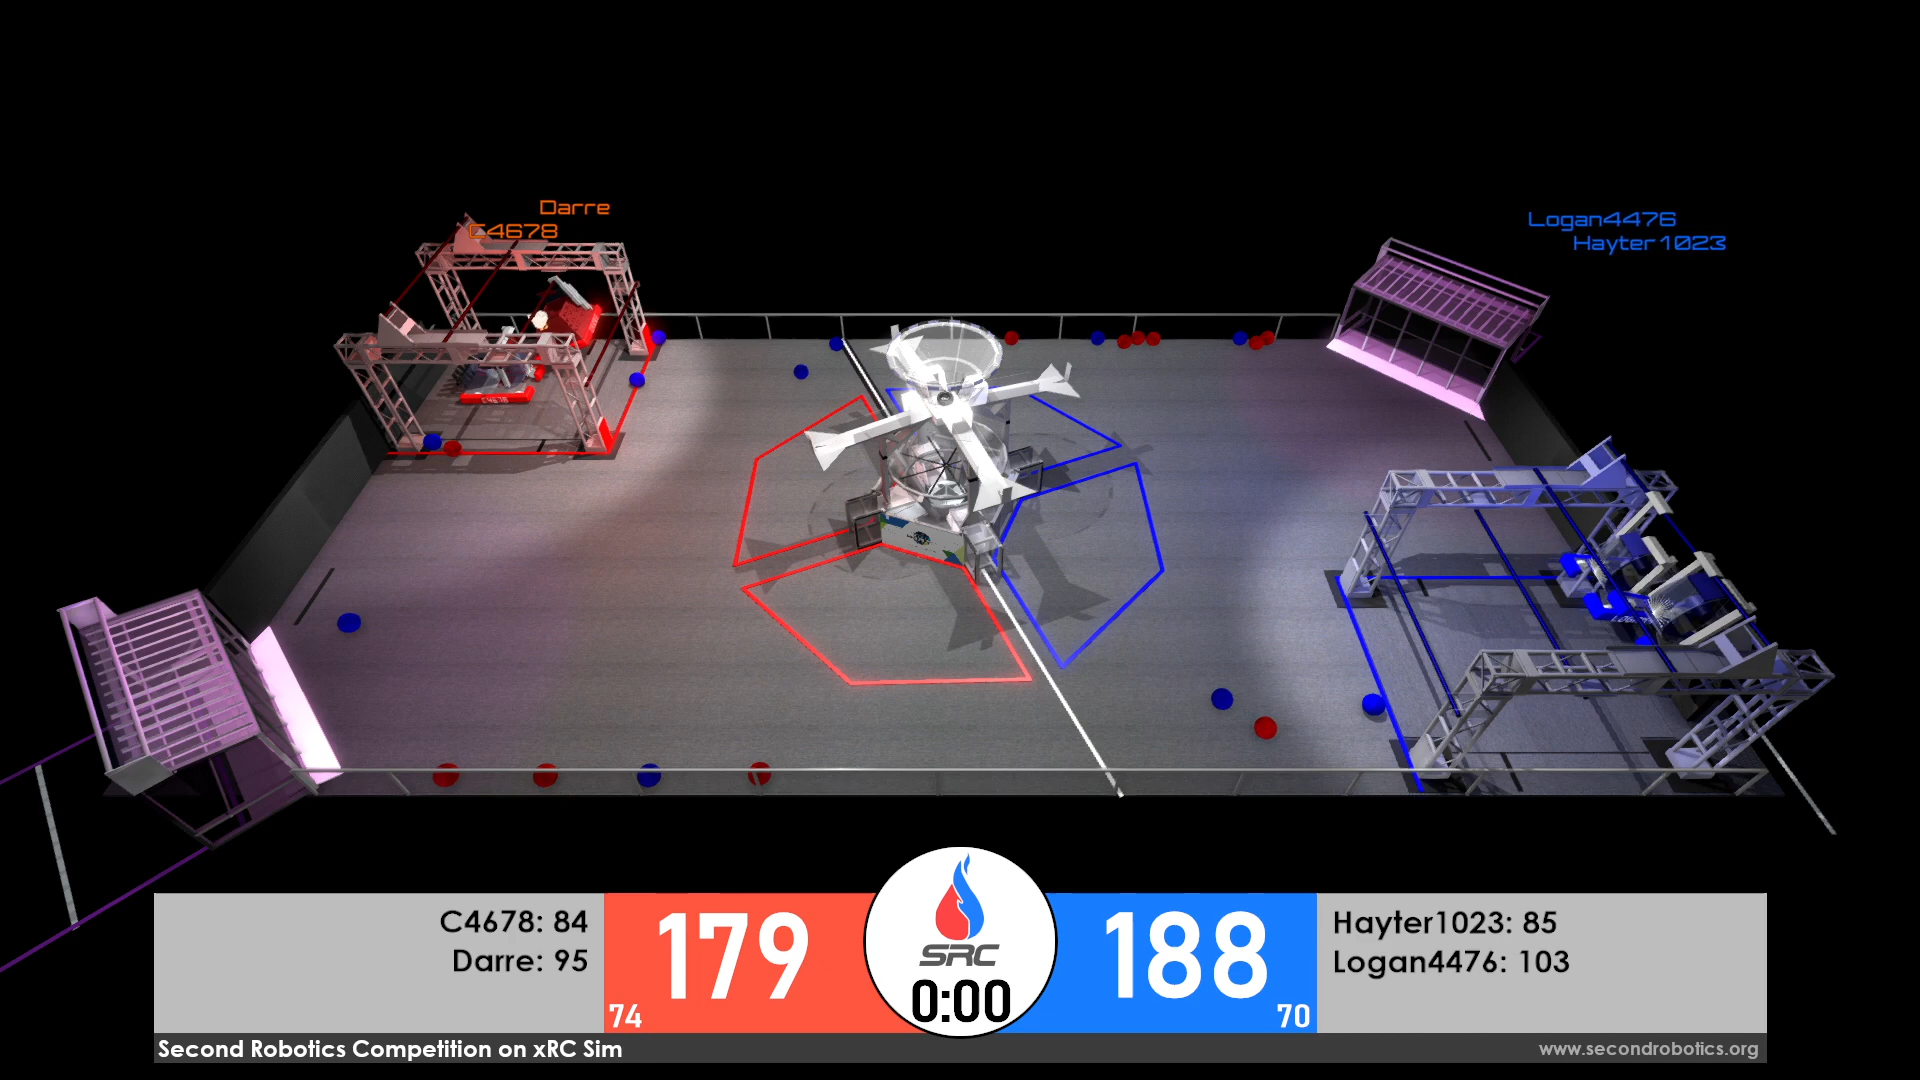 Darre
C4678
Logan4476
Hayter1023
C4678
C4678: 84
Darre: 95
179
74
SRC
0:00
188
70
Hayter1023: 85
Logan4476: 103
Second Robotics Competition on xRC Sim
www.secondrobotics.org